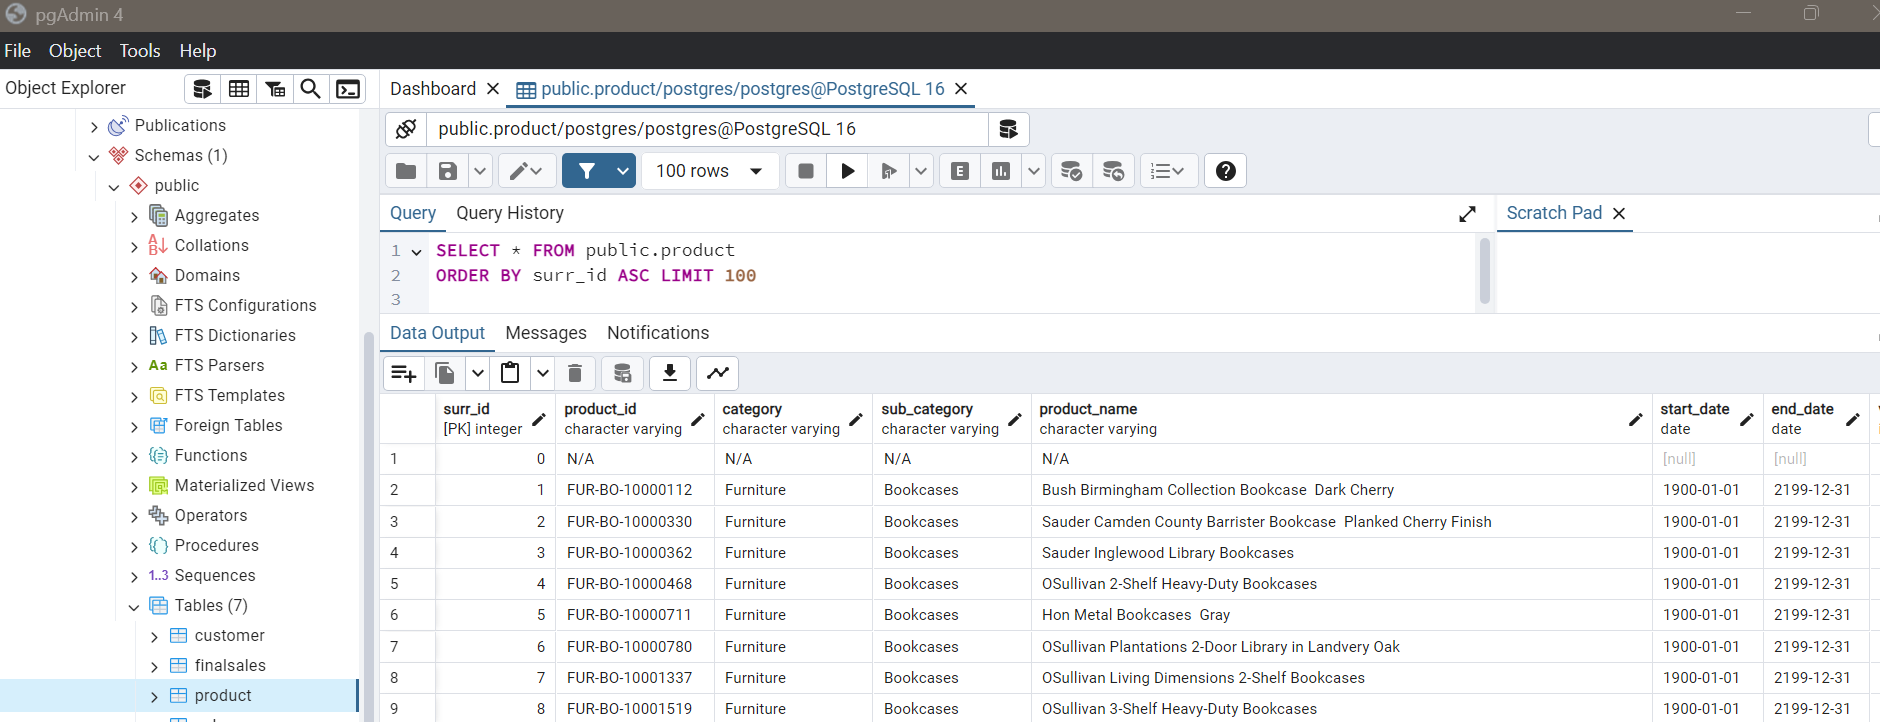 pgAdmin 4
File Object Tools Help
Object Explorer
Dashboard public.product/postgres/postgres@PostgreSQL 16
Publications
Schemas (1)
public
Aggregates
Collations
Domains
FTS Configurations
FTS Dictionaries
Aa FTS Parsers
FTS Templates
Foreign Tables
Functions
Materialized Views
Operators
Procedures
1..3 Sequences
Tables (7)
customer
finalsales
product
public.product/postgres/postgres@PostgreSQL 16
100 rows
E
Query Query History
Scratch Pad
1 SELECT * FROM public.product
2 ORDER BY surr_id ASC LIMIT 100
3
Data Output Messages Notifications
surr_id product_id category sub_category product_name start_date end_date
[PK] integer character varying character varying character varying character varying date date
1 0 N/A N/A N/A N/A [null] [null]
2 1 FUR-BO-10000112 Furniture Bookcases Bush Birmingham Collection Bookcase  Dark Cherry 1900-01-01 2199-12-31
3 2 FUR-BO-10000330 Furniture Bookcases Sauder Camden County Barrister Bookcase  Planked Cherry Finish 1900-01-01 2199-12-31
4 3 FUR-BO-10000362 Furniture Bookcases Sauder Inglewood Library Bookcases 1900-01-01 2199-12-31
5 4 FUR-BO-10000468 Furniture Bookcases OSullivan 2-Shelf Heavy-Duty Bookcases 1900-01-01 2199-12-31
6 5 FUR-BO-10000711 Furniture Bookcases Hon Metal Bookcases  Gray 1900-01-01 2199-12-31
7 6 FUR-BO-10000780 Furniture Bookcases OSullivan Plantations 2-Door Library in Landvery Oak 1900-01-01 2199-12-31
8 7 FUR-BO-10001337 Furniture Bookcases OSullivan Living Dimensions 2-Shelf Bookcases 1900-01-01 2199-12-31
9 8 FUR-BO-10001519 Furniture Bookcases OSullivan 3-Shelf Heavy-Duty Bookcases 1900-01-01 2199-12-31